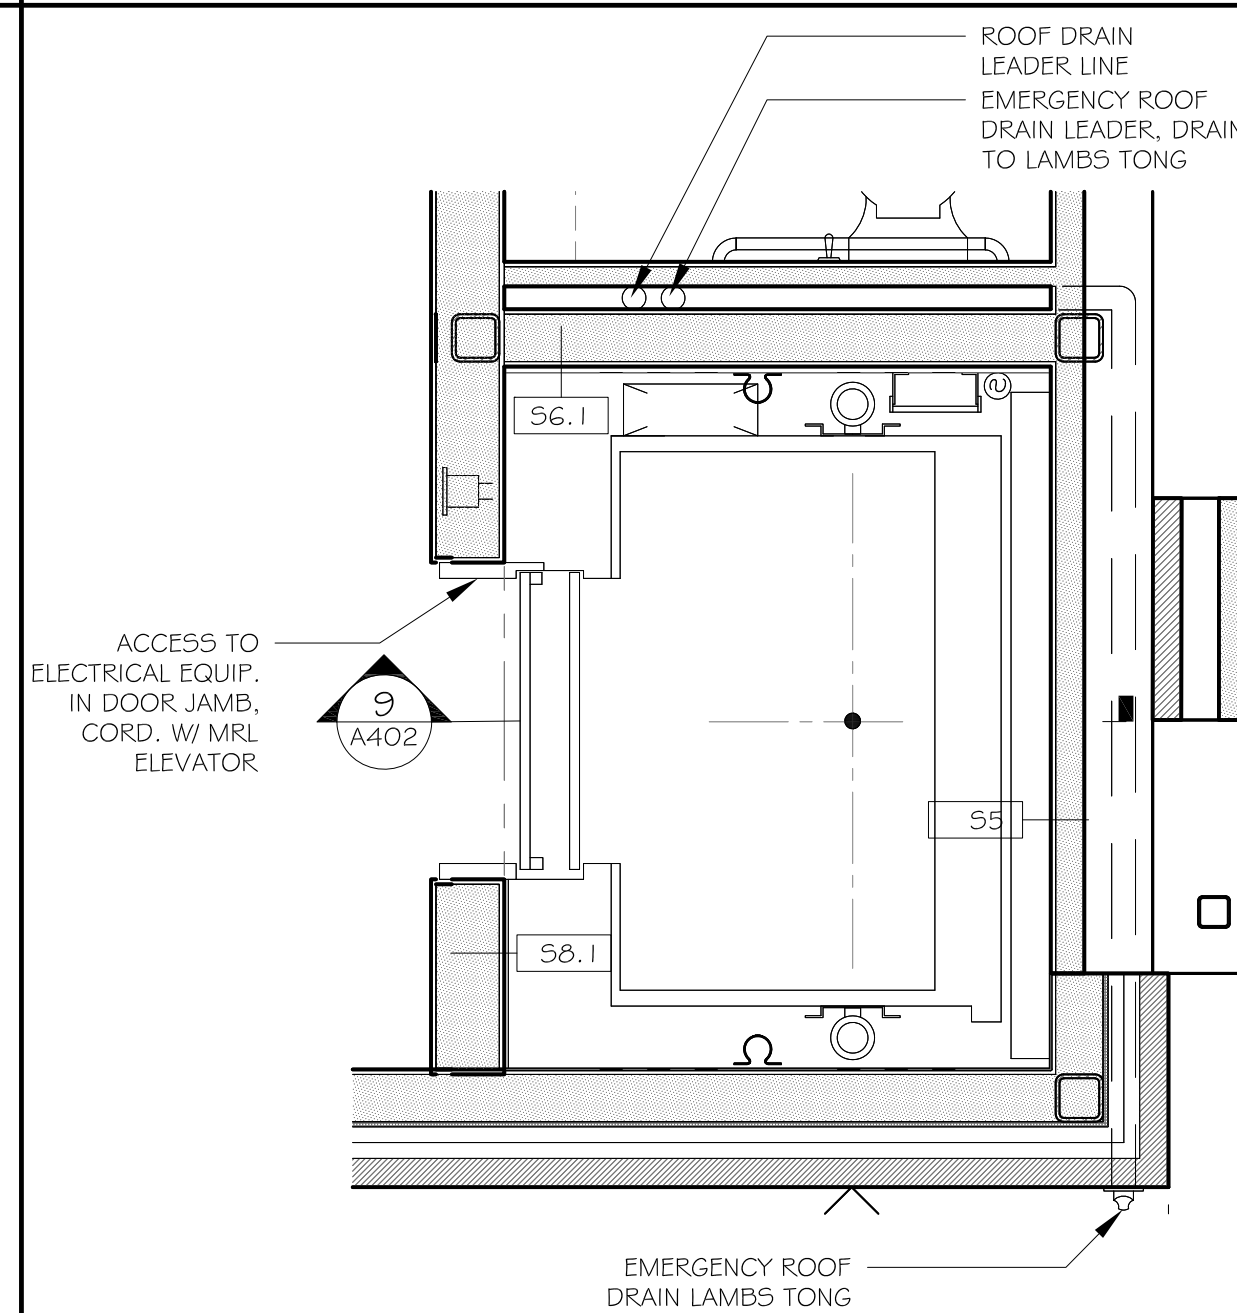 ROOF DRAIN
LEADER LINE
EMERGENCY ROOF
DRAIN LEADER, DRAIN
TO LAMBS TONG
S6.1
S
ACCESS TO
ELECTRICAL EQUIP.
IN DOOR JAMB,
CORD. W/ MRL
ELEVATOR
9
A402
S5
S8.1
EMERGENCY ROOF
DRAIN LAMBS TONG